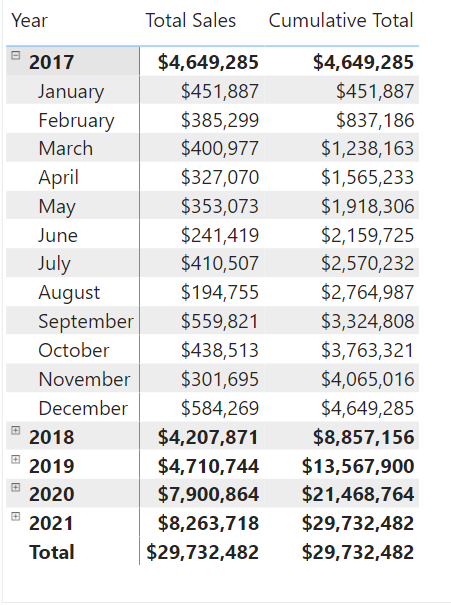 Year Total Sales Cumulative Total
2017 $4,649,285 $4,649,285
January $451,887 $451,887
February $385,299 $837,186
March $400,977 $1,238,163
April $327,070 $1,565,233
May $353,073 $1,918,306
June $241,419 $2,159,725
July $410,507 $2,570,232
August $194,755 $2,764,987
September $559,821 $3,324,808
October $438,513 $3,763,321
November $301,695 $4,065,016
December $584,269 $4,649,285
2018 $4,207,871 $8,857,156
2019 $4,710,744 $13,567,900
2020 $7,900,864 $21,468,764
2021 $8,263,718 $29,732,482
Total $29,732,482 $29,732,482